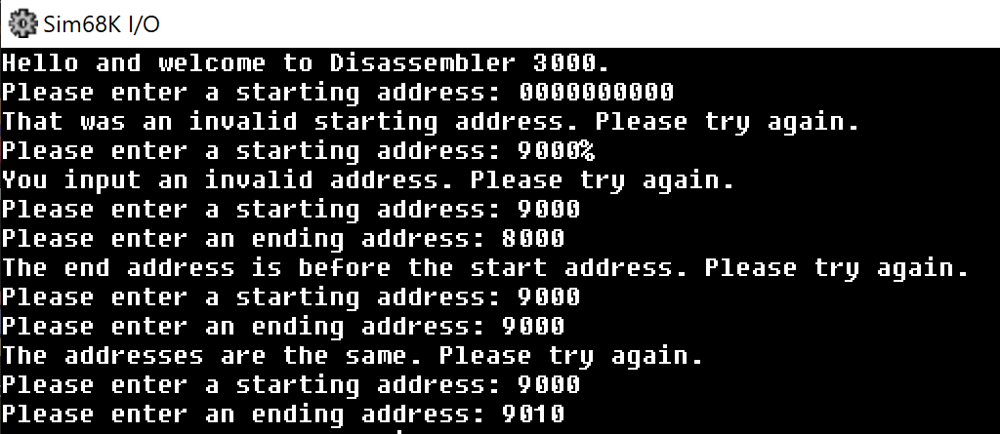 Sim68K I/O
Hello and welcome to Disassembler 3000.
Please enter a starting address: 0000000000
That was an invalid starting address. Please try again.
Please enter a starting address: 9000%
You input an invalid address. Please try again.
Please enter a starting address: 9000
Please enter an ending address: 8000
The end address is before the start address. Please try again.
Please enter a starting address: 9000
Please enter an ending address: 9000
The addresses are the same. Please try again.
Please enter a starting address: 9000
Please enter an ending address: 9010